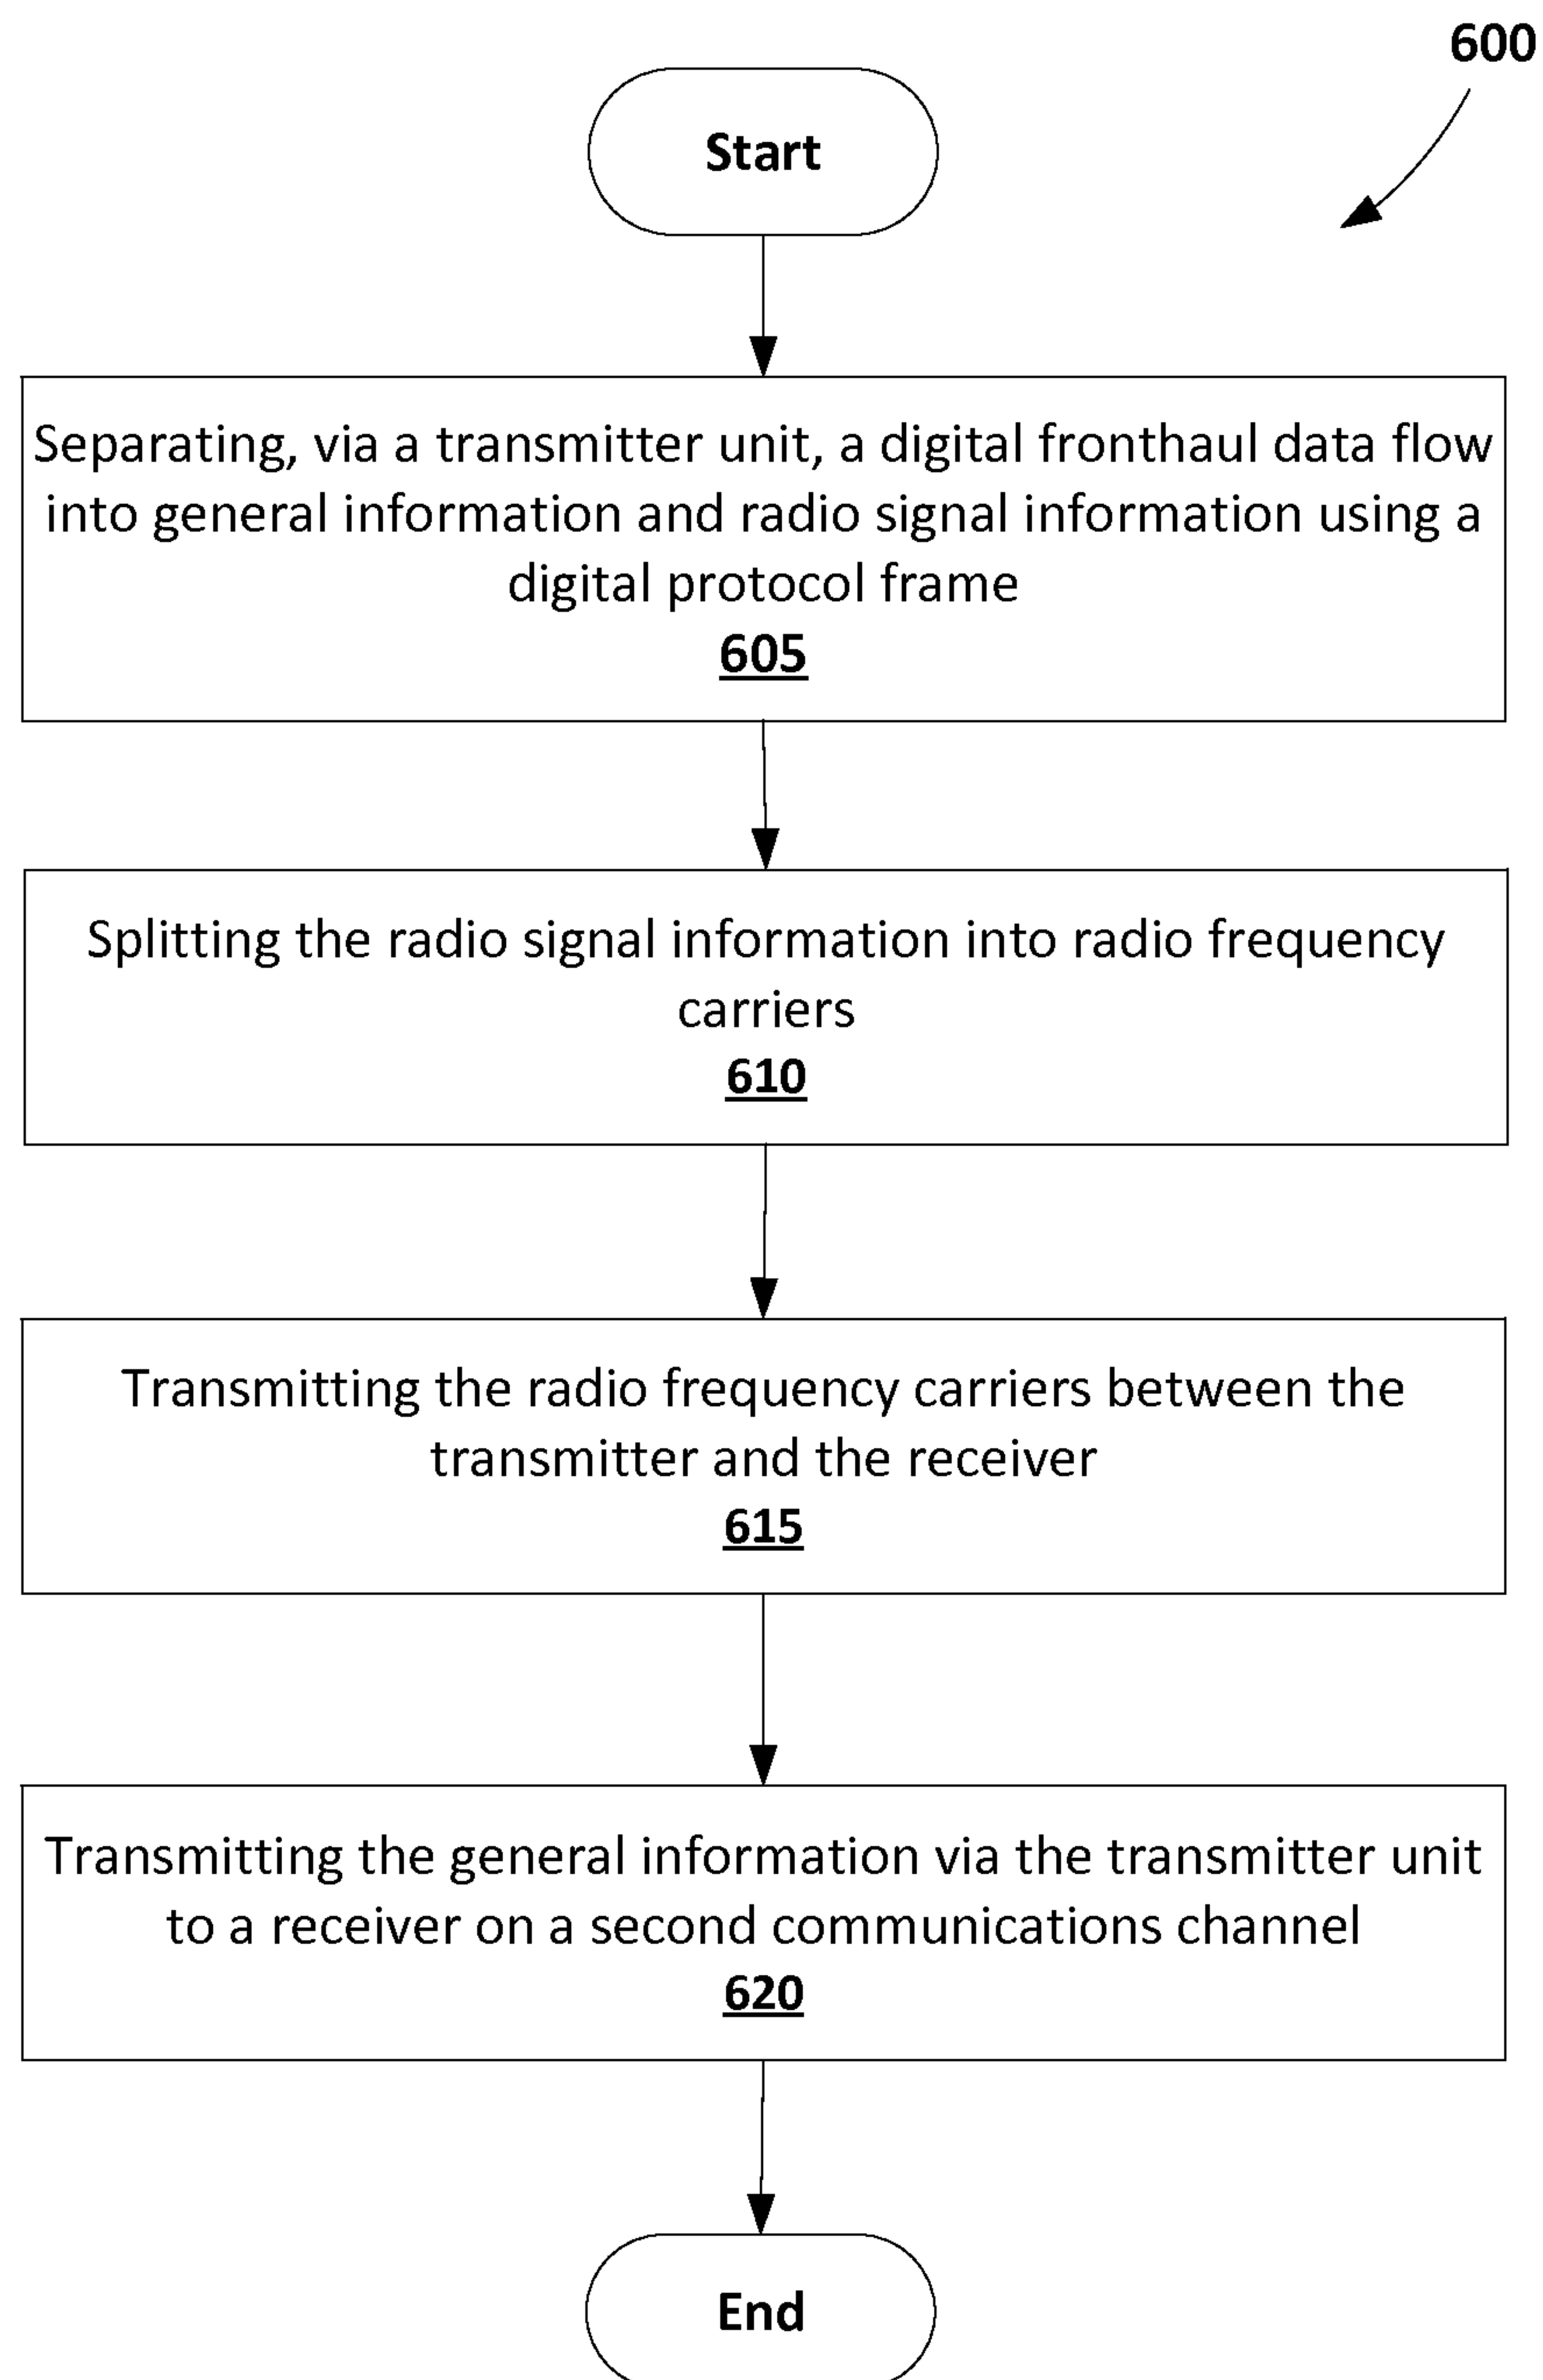 600
Start
Separating, via a transmitter unit, a digital fronthaul data flow
into general information and radio signal information using a
digital protocol frame
605
Splitting the radio signal information into radio frequency
carriers
610
Transmitting the radio frequency carriers between the
transmitter and the receiver
615
Transmitting the general information via the transmitter unit
to a receiver on a second communications channel
620
End